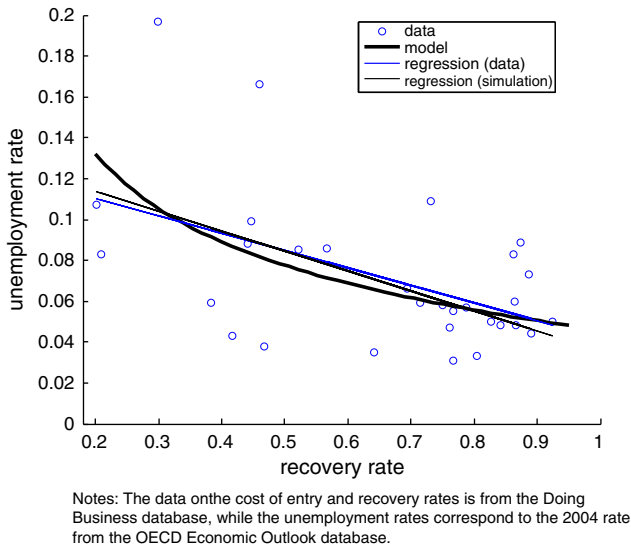 0.2
0.18
0.16
0.14
0.12
0.1
0.08
0.06
0.04
0.02
0
unemployment rate
data
model
regression (data)
regression (simulation)
0.2 0.3 0.4 0.5 0.6 0.7 0.8 0.9 1
recovery rate
Notes: The data onthe cost of entry and recovery rates is from the Doing
Business database, while the unemployment rates correspond to the 2004 rate
from the OECD Economic Outlook database.